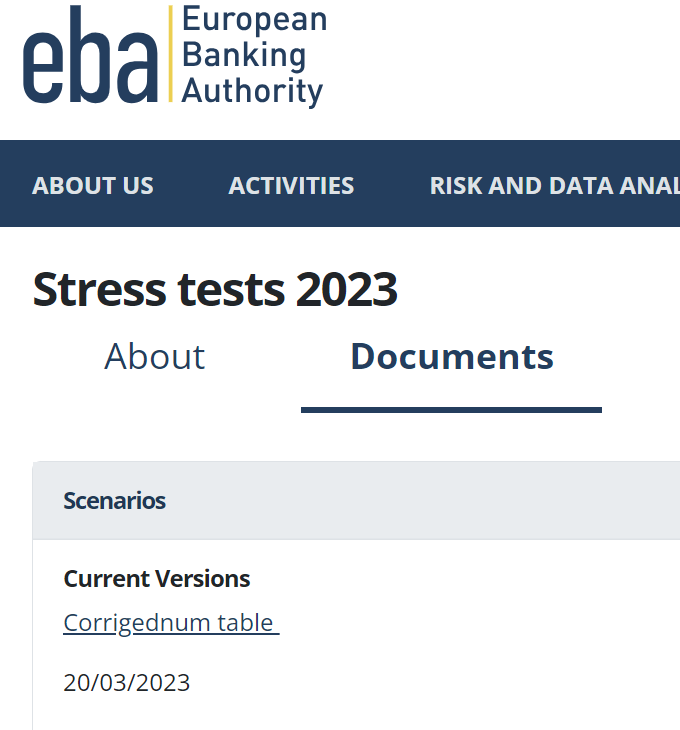 eba
European
Banking
Authority
ABOUT US ACTIVITIES RISK AND DATA ANAL
Stress tests 2023
About Documents
Scenarios
Current Versions
Corrigednum table
20/03/2023